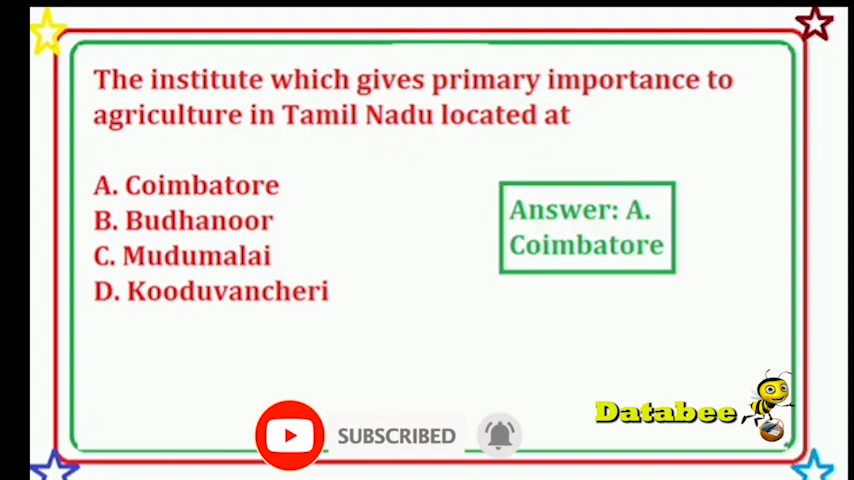 The institute which gives primary importance to
agriculture in Tamil Nadu located at
A. Coimbatore
B. Budhanoor
C. Mudumalai
D. Kooduvancheri
Answer: A.
Coimbatore
Databee
SUBSCRIBED